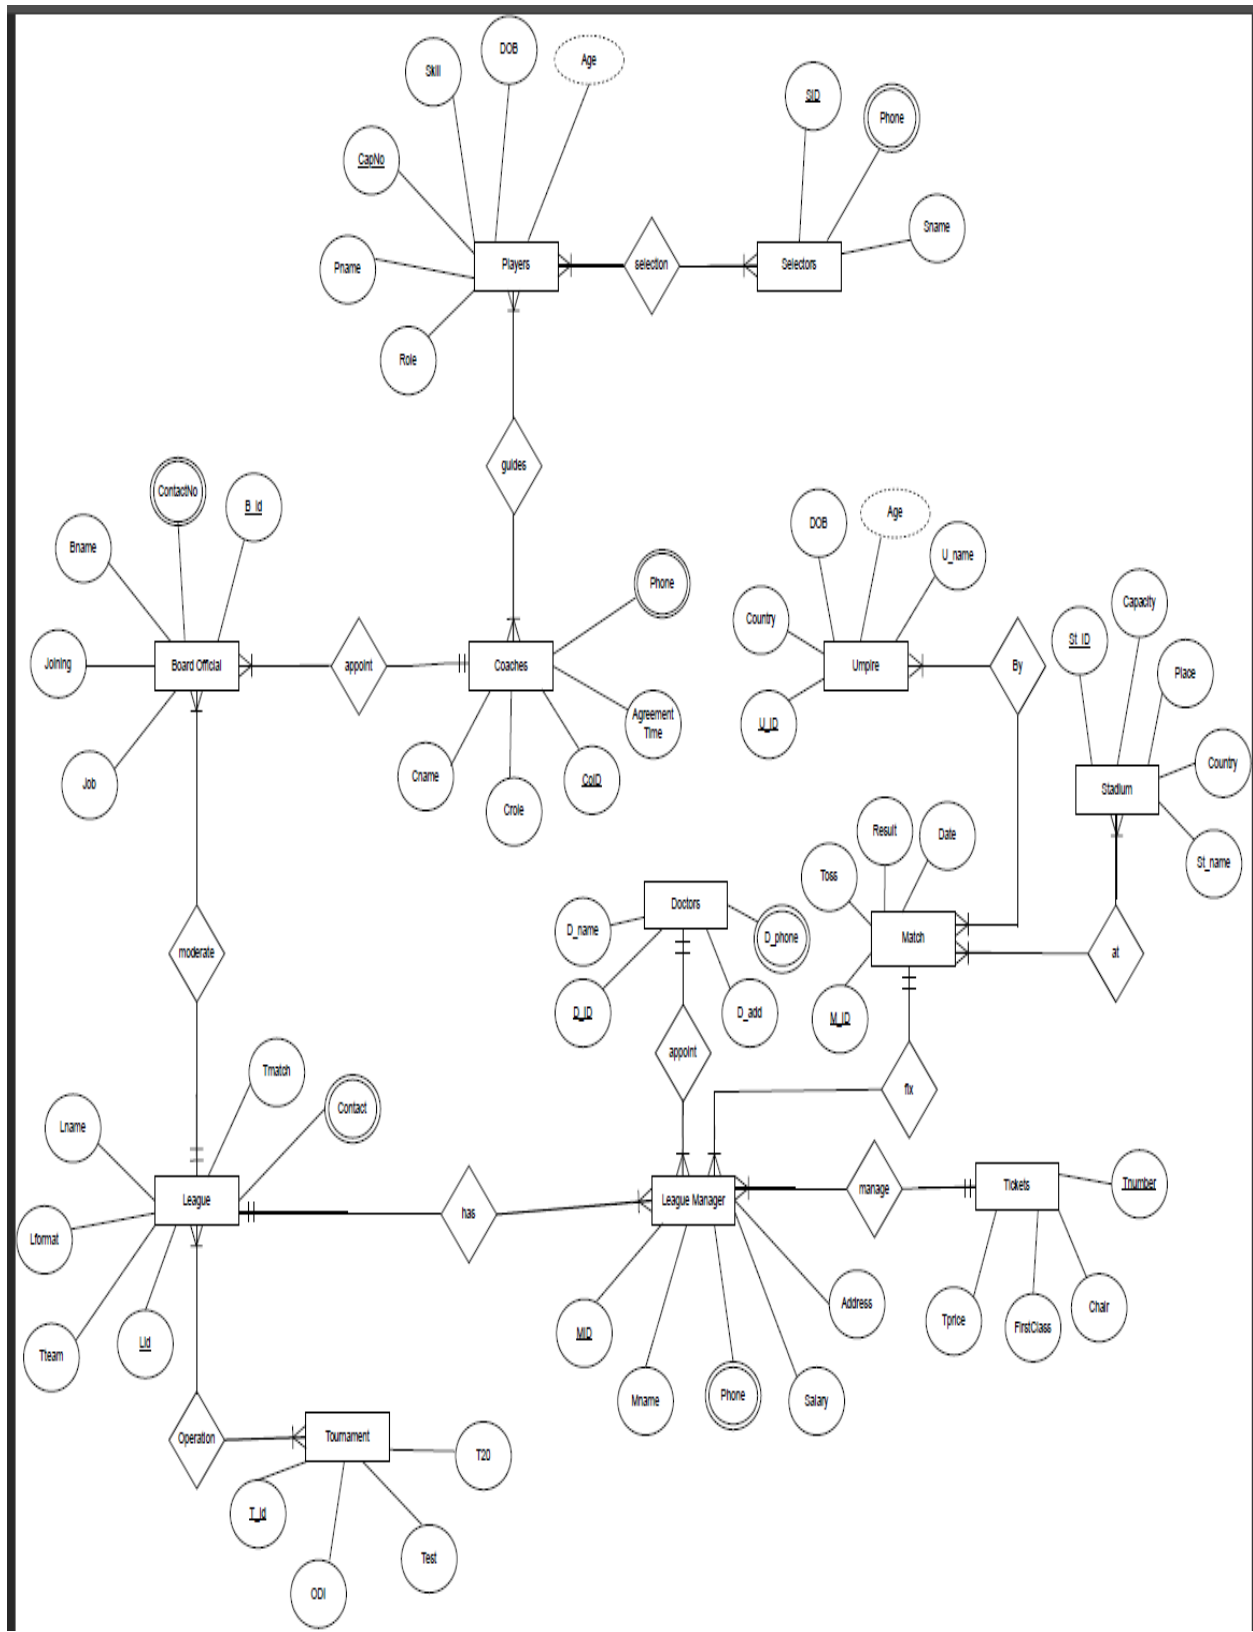 DOB
Age
Skill
SID
Phone
CapNo
Sname
Pname
Players
selection
Selectors
Role
guides
ContactNo
B_Id
Bname
DOB
Age
U_name
Phone
Country
Capacity
St_ID
Joining
Board Official
appoint
Coaches
Umpire
By
Place
Agreement
Time
U_ID
Cname
CoID
Job
Crole
Country
Stadium
Result
Date
St_name
Toss
Doctors
D_name
D_phone
Match
at
moderate
D_ID
D_add
M_ID
appoint
Tmatch
fix
Contact
Lname
Tnumber
manage
Tickets
League
has
League Manager
Lformat
Address
Chair
Tprice
FirstClass
MID
Lid
Tteam
Mname
Phone
Salary
Operation
Tournament
T20
T_Id
Test
ODI